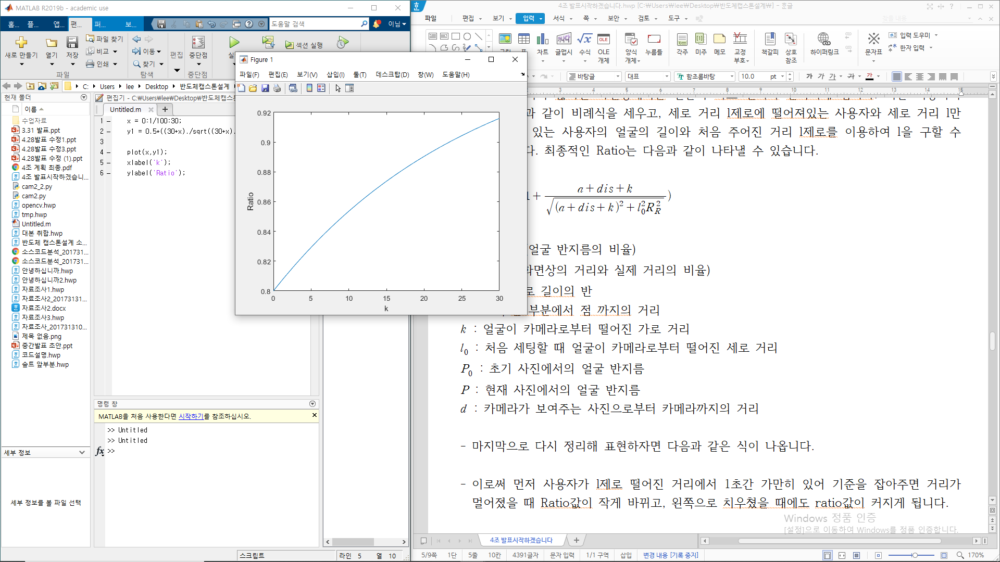 MATLAB R2019b - academic use
홈...
플...
앱...
편...
퍼...
보...
도움말 검색
이님
새로 만들기
열기
저장
파일 찾기
비교
인쇄
이동
찾기
편집
중단점
섹션 실행
파일
탐색
중단점
C:
Users
lee
Desktop
반도체캡스톤설계
현재 폴더
이름
수업자료
3.31 발표.ppt
4.28발표 수정1.ppt
4.28발표 수정3.ppt
4.28발표 수정 (1).ppt
4조 계획 최종.pdf
4조 발표시작하겠습니...
cam2_2.py
cam2.py
opencv.hwp
tmp.hwp
Untitled.m
대본 취합.hwp
반도체 캡스톤설계 소...
소스코드분석_201731...
소스코드분석_201731...
안녕하십니까.hwp
안녕하십니까2.hwp
자료조사1.hwp
자료조사2_20173131...
자료조사2.docx
자료조사3.hwp
자료조사_201731310...
제목 없음.png
중간발표 초안.ppt
코드설명.hwp
숖트 앞부분.hwp
세부 정보
세부 정보를 볼 파일 선택
편집기 - C:₩Users₩lee₩Desktop₩반도체캡스
Untitled.m
1 – x = 0:1/100:30;
2 – y1 = 0.5*((30+x)./sqrt((30+x).
3
4 – plot(x,y1);
5 – xlabel('k');
6 – ylabel('Ratio');
명령 창
MATLAB을 처음 사용한다면 시작하기를 참조하십시오.
>> Untitled
>> Untitled
fx >>
스크립트
라인 5 열 10
Figure 1
파일(F) 편집(E) 보기(V) 삽입(I) 툴(T) 데스크탑(D) 창(W) 도움말(H)
0.92
0.9
0.88
0.86
0.84
0.82
0.8
Ratio
0 5 10 15 20 25 30
k
4조 발표시작하겠습니다.hwp [C:₩Users₩lee₩Desktop₩반도체캡스톤설계₩] - 한글
파일 편집 보기 입력 서식 쪽 보안 검토 도구
찾을 내용
표
차트
글맵시
수식
OLE 개체
양식 개체
누름틀
각주
미주
메모
교정 부호
책갈피
상호 참조
하이퍼링크
문자표
입력 도우미
한자 입력
바탕글
대표
함초롬바탕
10.0 pt
가 가 가 가 가
3 4 5 6 7 8 9 10 11 12 13 14 15
과 같이 비례식을 세우고, 세로 거리 l제로에 떨어져있는 사용자와 세로 거리 l만
있는 사용자의 얼굴의 길이와 처음 주어진 거리 l제로를 이용하여 l을 구할 수
다. 최종적인 Ratio는 다음과 같이 나타낼 수 있습니다.
1 + a + dis + k / √((a + dis + k)² + l₀²R_R²) )
얼굴 반지름의 비율)
화면상의 거리와 실제 거리의 비율)
로 길이의 반
부분에서 점 까지의 거리
k : 얼굴이 카메라로부터 떨어진 가로 거리
l₀ : 처음 세팅할 때 얼굴이 카메라로부터 떨어진 세로 거리
P₀ : 초기 사진에서의 얼굴 반지름
P : 현재 사진에서의 얼굴 반지름
d : 카메라가 보여주는 사진으로부터 카메라까지의 거리
- 마지막으로 다시 정리해 표현하자면 다음과 같은 식이 나옵니다.
- 이로써 먼저 사용자가 l제로 떨어진 거리에서 1초간 가만히 있어 기준을 잡아주면 거리가
멀어졌을 때 Ratio값이 작게 바뀌고, 왼쪽으로 치우쳤을 때에도 ratio값이 커지게 됩니다.
Windows 정품 인증
[설정]으로 이동하여 Windows를 정품 인증합니다.
4조 발표시작하겠습니다
5/9쪽 1단 5줄 10칸 4391글자 문자 입력 1/1 구역 삽입 변경 내용 [기록 중지]
170%